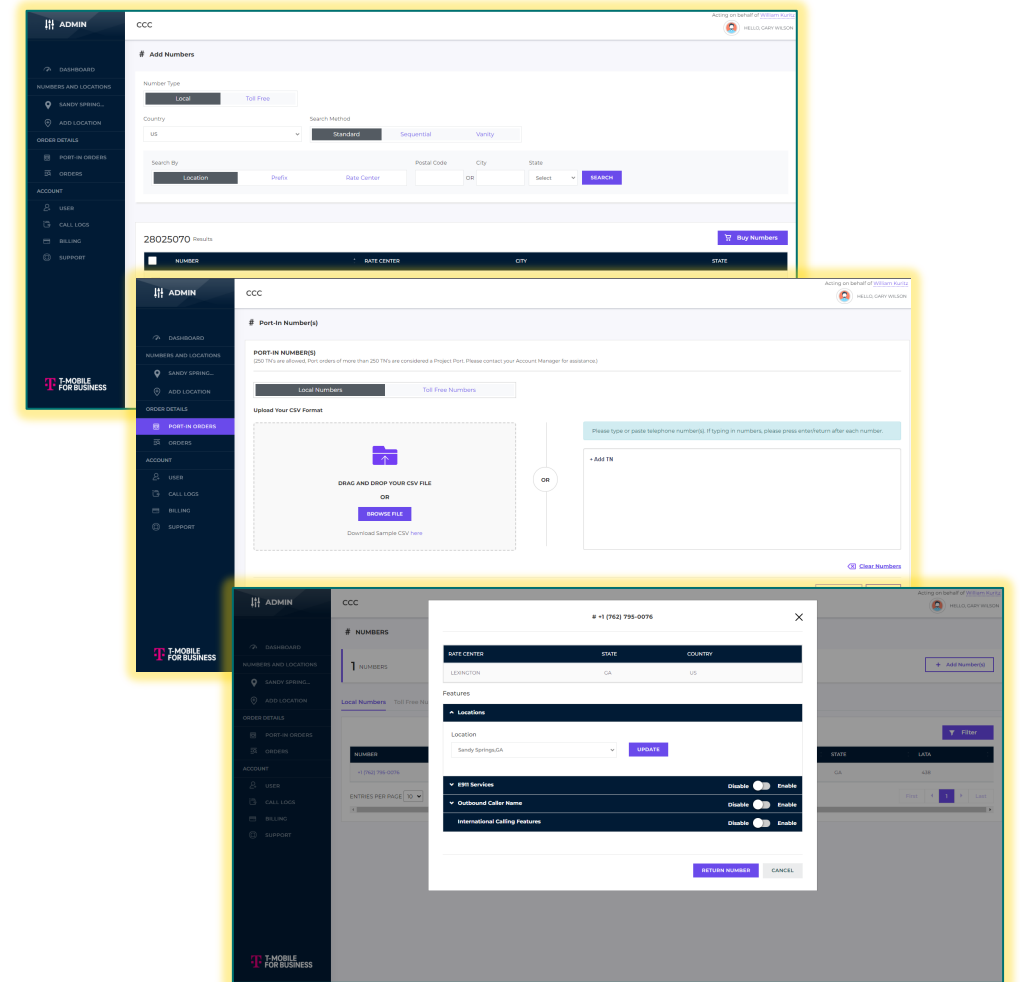 ADMIN
CCC
Acting on behalf of William Kurity
HELLO, GARY WILSON
# Add Numbers
DASHBOARD
NUMBERS AND LOCATIONS
SANDY SPRING...
ADD LOCATION
ORDER DETAILS
PORT-IN ORDERS
ORDERS
ACCOUNT
USER
CALL LOGS
BILLING
SUPPORT
T-MOBILE
FOR BUSINESS
Number Type
Local Toll Free
Country Search Method
US Standard Sequential Vanity
Search By Postal Code City State
Location Prefix Rate Center OR Select SEARCH
28025070 Results
Buy Numbers
NUMBER RATE CENTER CITY STATE
ADMIN
CCC
Acting on behalf of William Kurity
HELLO, GARY WILSON
# Port-In Number(s)
DASHBOARD
NUMBERS AND LOCATIONS
SANDY SPRING...
ADD LOCATION
ORDER DETAILS
PORT-IN ORDERS
ORDERS
ACCOUNT
USER
CALL LOGS
BILLING
SUPPORT
T-MOBILE
FOR BUSINESS
PORT-IN NUMBER(S)
(250 TN's are allowed. Port orders of more than 250 TN's are considered a Project Port. Please contact your Account Manager for assistance.)
Local Numbers Toll Free Numbers
Upload Your CSV Format
DRAG AND DROP YOUR CSV FILE
OR
BROWSE FILE
Download Sample CSV here
OR
Please type or paste telephone number(s). If typing in numbers, please press enter/return after each number.
+ Add TN
Clear Numbers
ADMIN
CCC
Acting on behalf of William Kurity
HELLO, GARY WILSON
# NUMBERS
DASHBOARD
NUMBERS AND LOCATIONS
SANDY SPRING...
ADD LOCATION
ORDER DETAILS
PORT-IN ORDERS
ORDERS
ACCOUNT
USER
CALL LOGS
BILLING
SUPPORT
T-MOBILE
FOR BUSINESS
1 NUMBERS
+ Add Number(s)
Local Numbers Toll Free Nu
Filter
NUMBER STATE LATA
+1 (762) 795-0076 GA 438
ENTRIES PER PAGE 10 First 1 Last
# +1 (762) 795-0076
RATE CENTER STATE COUNTRY
LEXINGTON GA US
Features
Locations
Location
Sandy Springs,GA UPDATE
E911 Services Disable Enable
Outbound Caller Name Disable Enable
International Calling Features Disable Enable
RETURN NUMBER CANCEL